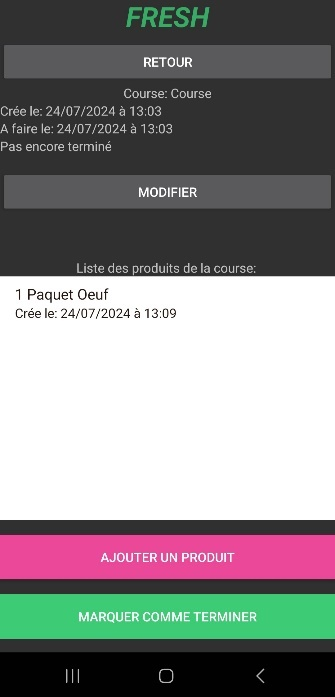 FRESH
RETOUR
Course: Course
Crée le: 24/07/2024 à 13:03
A faire le: 24/07/2024 à 13:03
Pas encore terminé
MODIFIER
Liste des produits de la course:
1 Paquet Oeuf
Crée le: 24/07/2024 à 13:09
AJOUTER UN PRODUIT
MARQUER COMME TERMINER